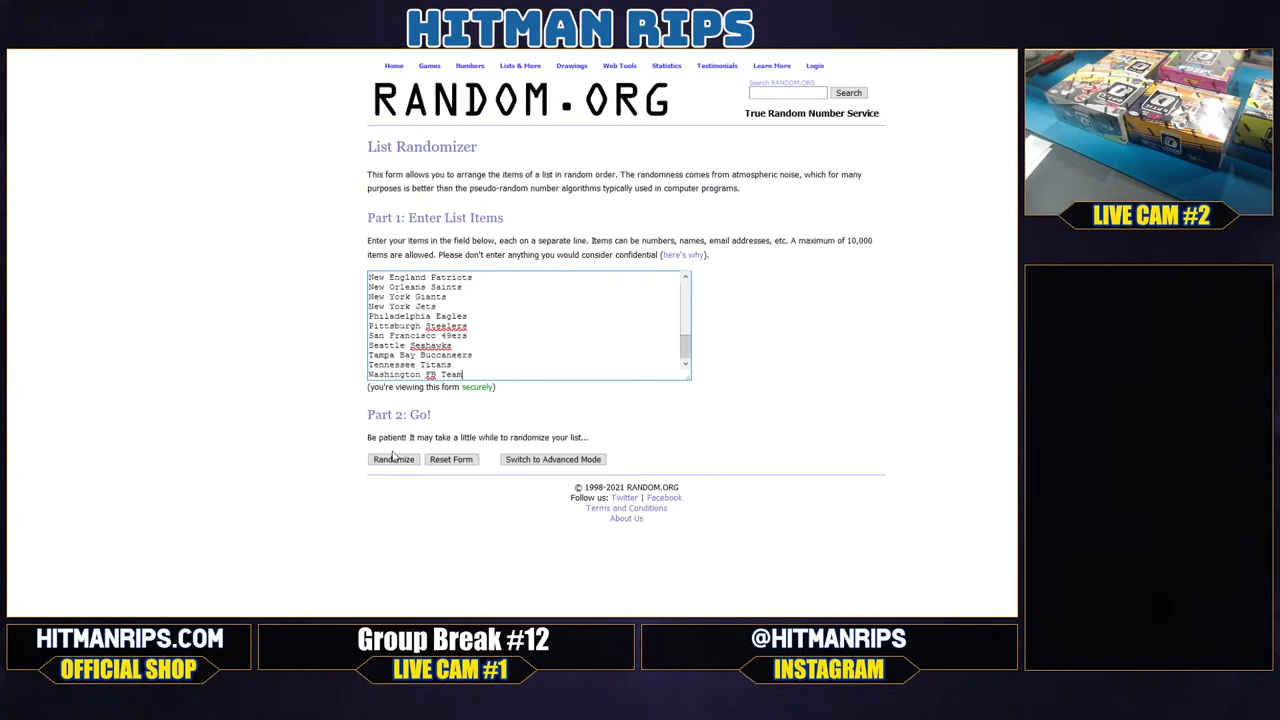 HITMAN RIPS
Home Games Numbers Lists & More Drawings Web Tools Statistics Testimonials Learn More Login
Search RANDOM.ORG
RANDOM.ORG
Search
True Random Number Service
List Randomizer
This form allows you to arrange the items of a list in random order. The randomness comes from atmospheric noise, which for many
purposes is better than the pseudo-random number algorithms typically used in computer programs.
Part 1: Enter List Items
Enter your items in the field below, each on a separate line. Items can be numbers, names, email addresses, etc. A maximum of 10,000
items are allowed. Please don't enter anything you would consider confidential (here's why).
New England Patriots
New Orleans Saints
New York Giants
New York Jets
Philadelphia Eagles
Pittsburgh Steelers
San Francisco 49ers
Seattle Seahawks
Tampa Bay Buccaneers
Tennessee Titans
Washington FB Team
(you're viewing this form securely)
Part 2: Go!
Be patient! It may take a little while to randomize your list...
Randomize Reset Form Switch to Advanced Mode
© 1998-2021 RANDOM.ORG
Follow us: Twitter | Facebook
Terms and Conditions
About Us
LIVE CAM #2
HITMANRIPS.COM
OFFICIAL SHOP
Group Break #12
LIVE CAM #1
@HITMANRIPS
INSTAGRAM